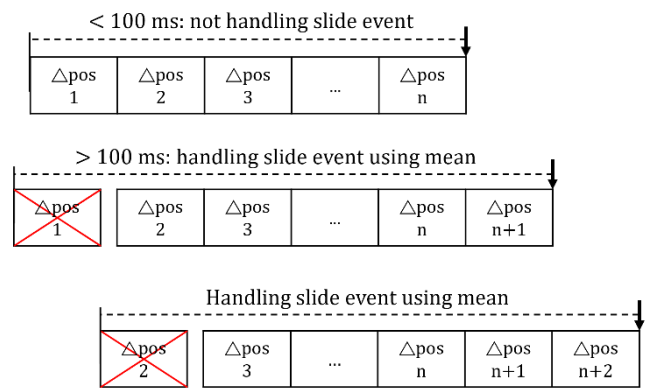 < 100 ms: not handling slide event
△pos △pos △pos ... △pos
1 2 3 n
> 100 ms: handling slide event using mean
△pos △pos △pos ... △pos △pos
1 2 3 n n+1
Handling slide event using mean
△pos △pos ... △pos △pos △pos
2 3 n n+1 n+2